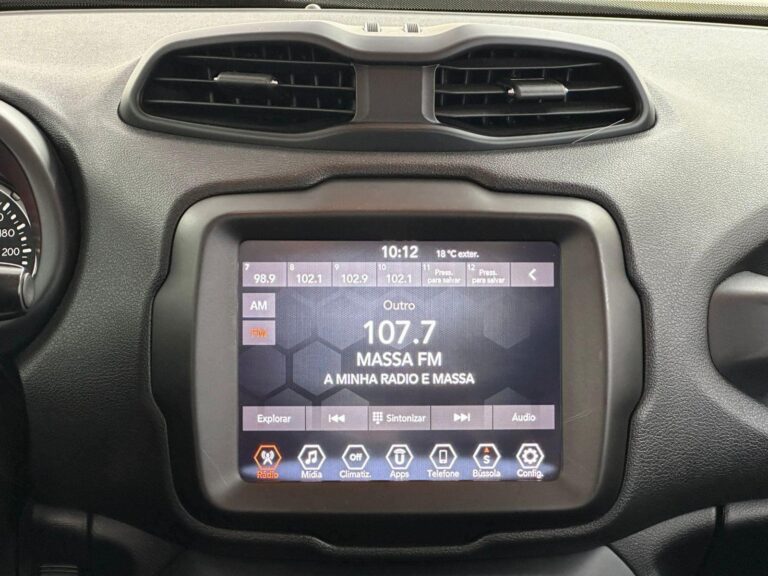 10:12 18 °C exter.
7 8 9 10 11 Press. 12 Press.
98.9 102.1 102.9 102.1 para salvar para salvar
AM
Outro
107.7
MASSA FM
A MINHA RADIO E MASSA
Explorar Sintonizar Áudio
Off S
Rádio Mídia Climatiz. Apps Telefone Bússola Config.
180
200